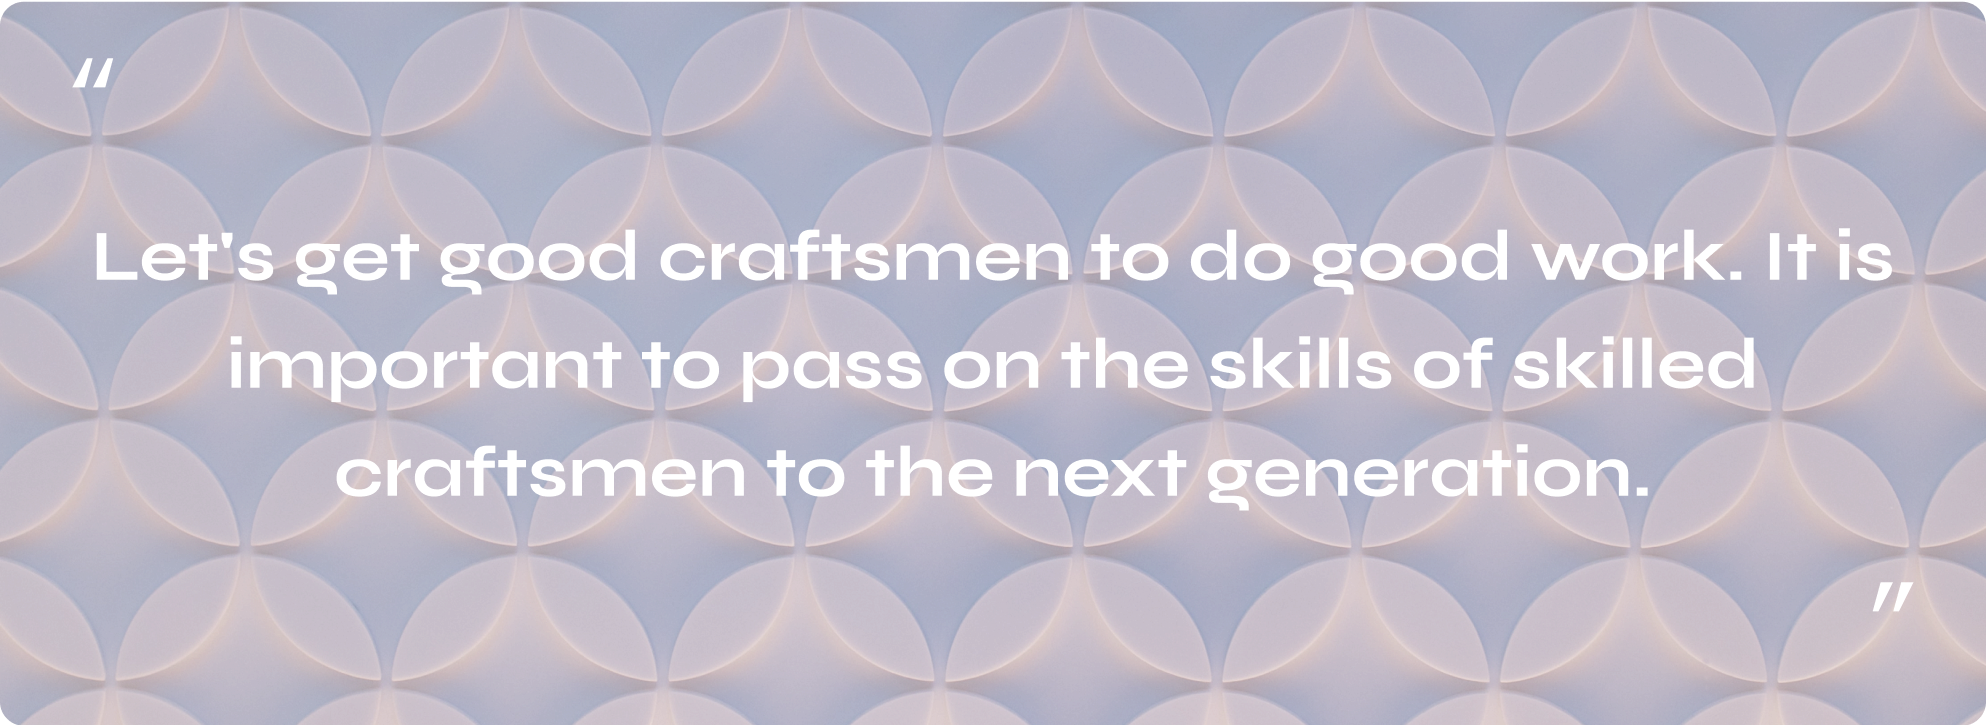 “
Let's get good craftsmen to do good work. It is
important to pass on the skills of skilled
craftsmen to the next generation.
”